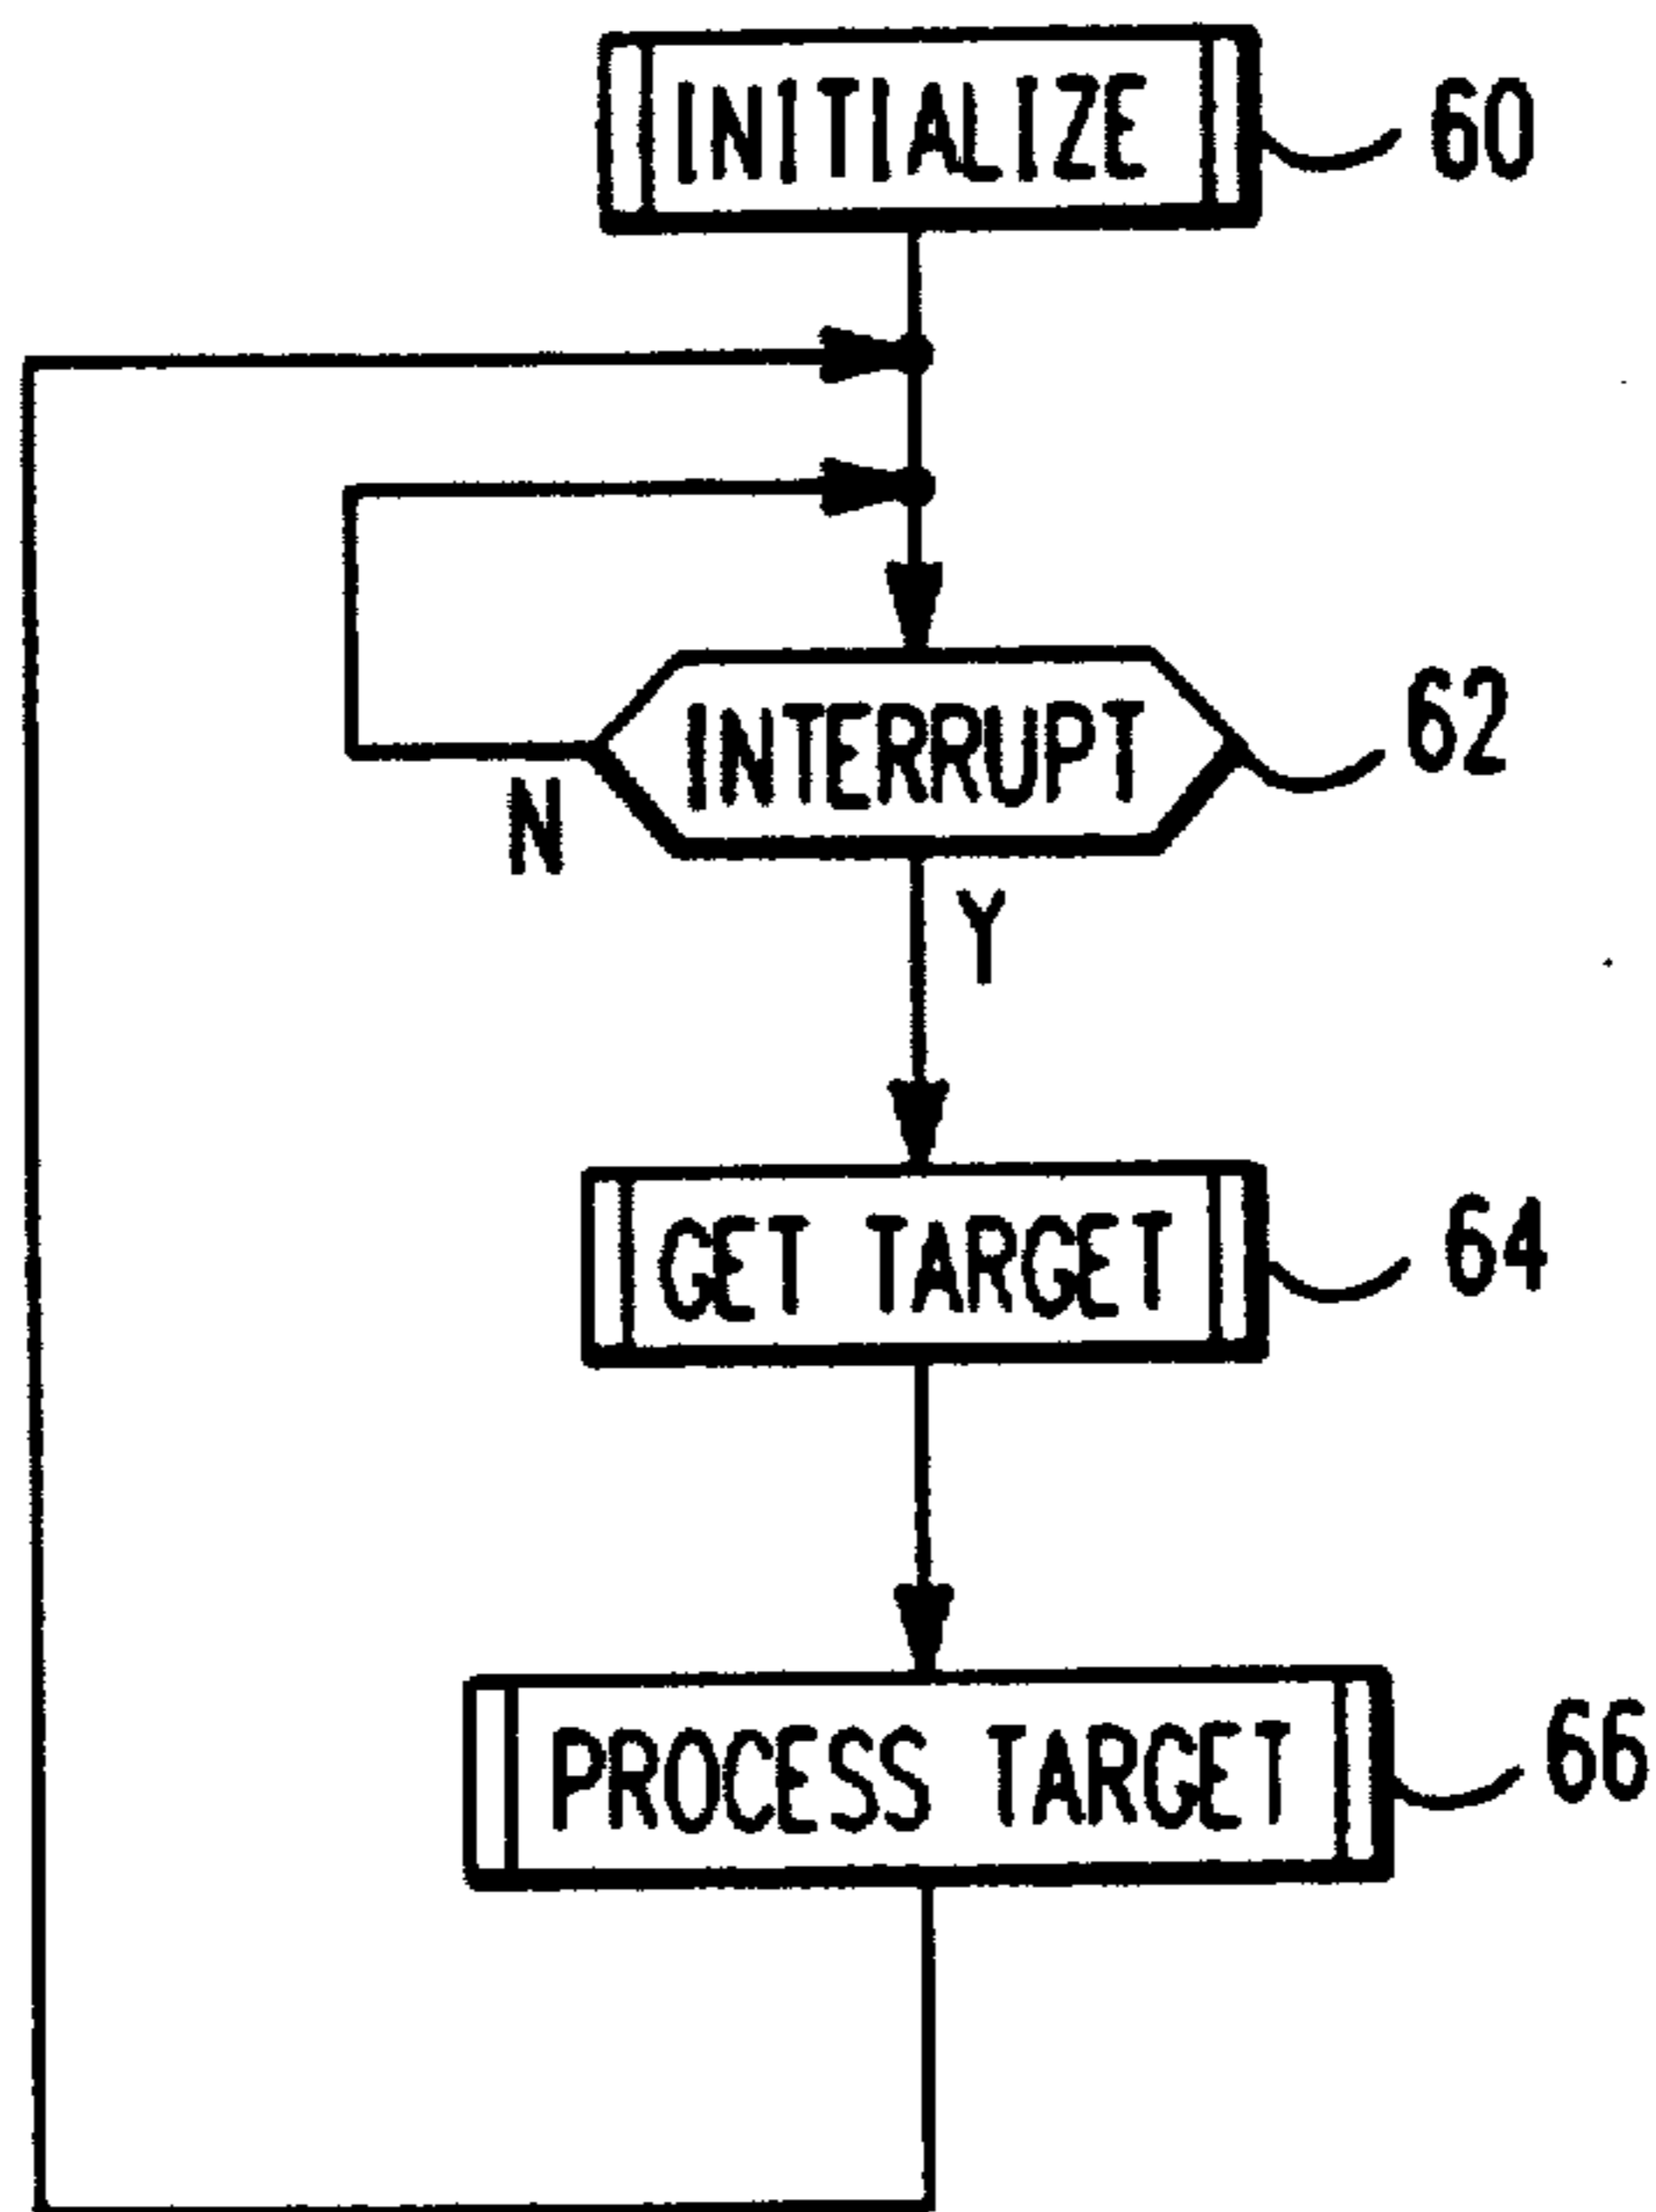 INITIALIZE
60
INTERRUPT
62
N
Y
GET TARGET
64
PROCESS TARGET
66